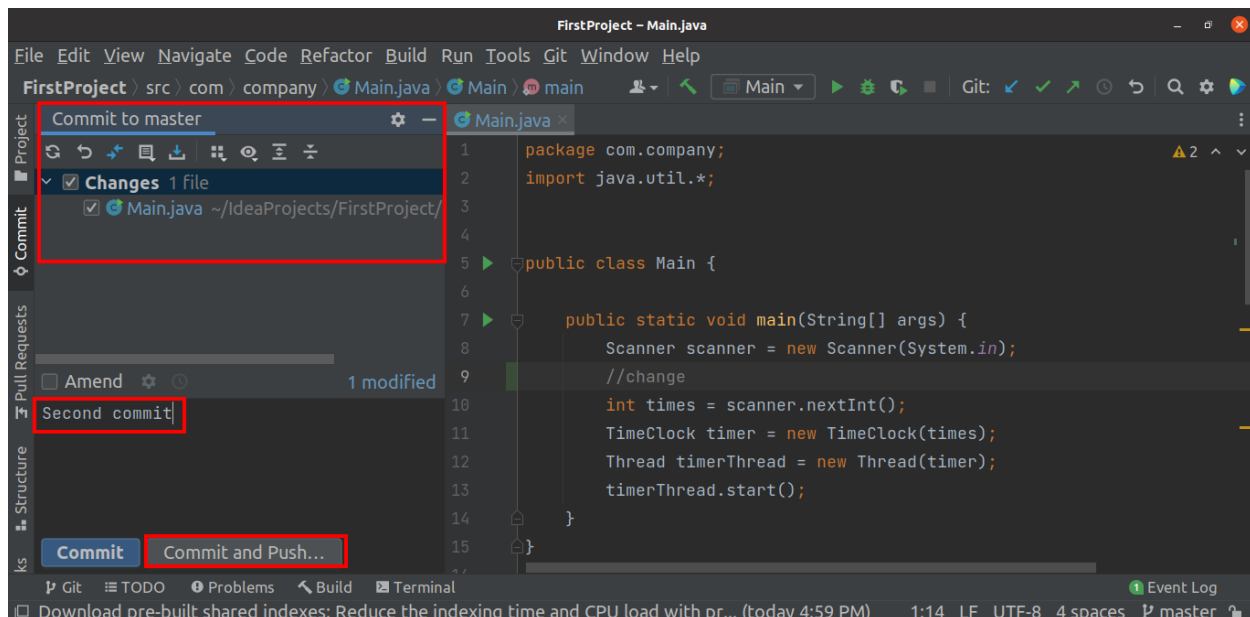 FirstProject – Main.java
File Edit View Navigate Code Refactor Build Run Tools Git Window Help
FirstProject src com company Main.java Main main Main Git:
Project
Commit
Pull Requests
Structure
ks
Commit to master
Changes 1 file
Main.java ~/IdeaProjects/FirstProject/
Amend 1 modified
Second commit
Commit Commit and Push...
Main.java
2
1 package com.company;
2 import java.util.*;
3
4
5 public class Main {
6
7 public static void main(String[] args) {
8 Scanner scanner = new Scanner(System.in);
9 //change
10 int times = scanner.nextInt();
11 TimeClock timer = new TimeClock(times);
12 Thread timerThread = new Thread(timer);
13 timerThread.start();
14 }
15 }
Git TODO Problems Build Terminal 1 Event Log
Download pre-built shared indexes: Reduce the indexing time and CPU load with pr... (today 4:59 PM) 1:14 LF UTF-8 4 spaces master